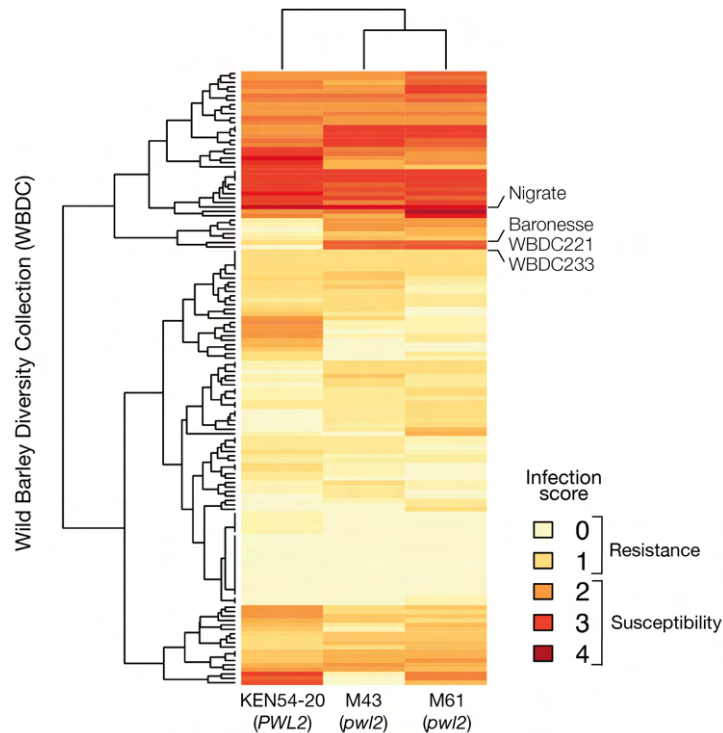 Wild Barley Diversity Collection (WBDC)
Nigrate
Baronesse
WBDC221
WBDC233
Infection
score
0
1
2
3
4
Resistance
Susceptibility
KEN54-20
(PWL2)
M43
(pwl2)
M61
(pwl2)